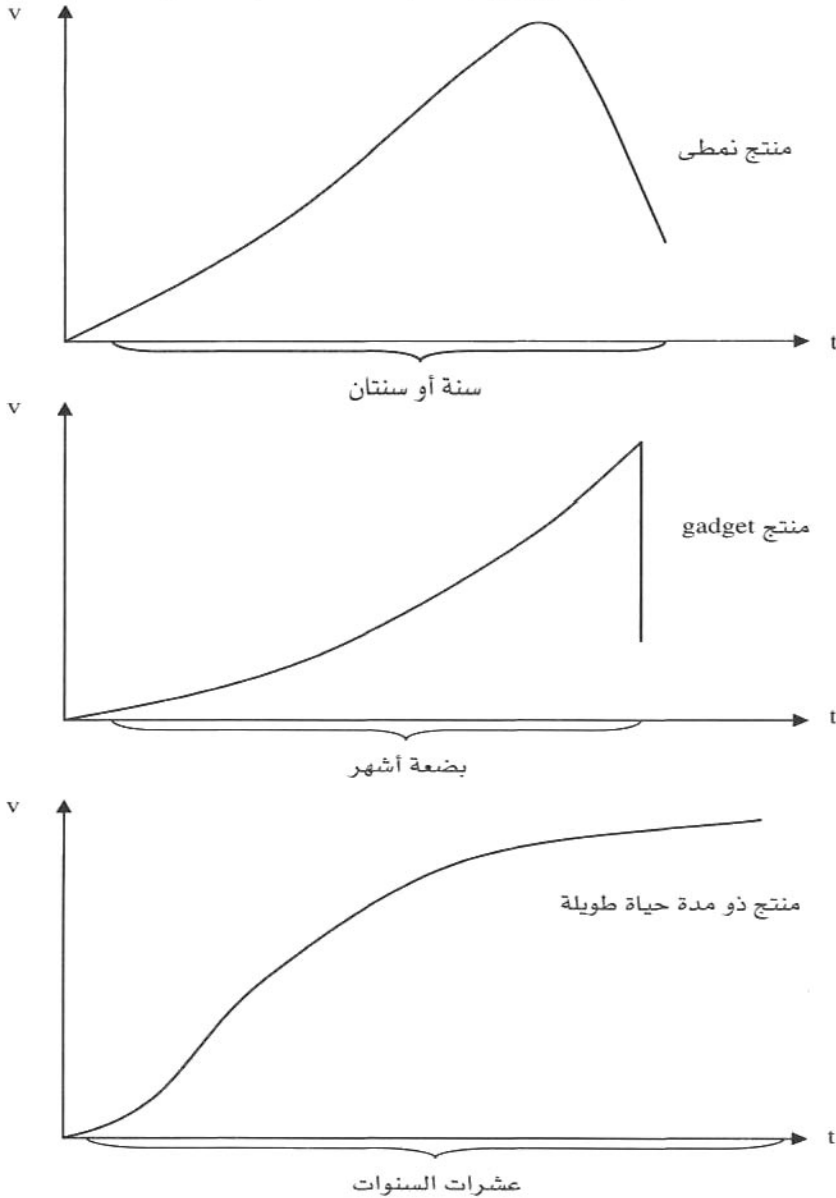 v
منتج نمطى
t
سنة أو سنتان
v
منتج gadget
t
بضعة أشهر
v
منتج ذو مدة حياة طويلة
t
عشرات السنوات